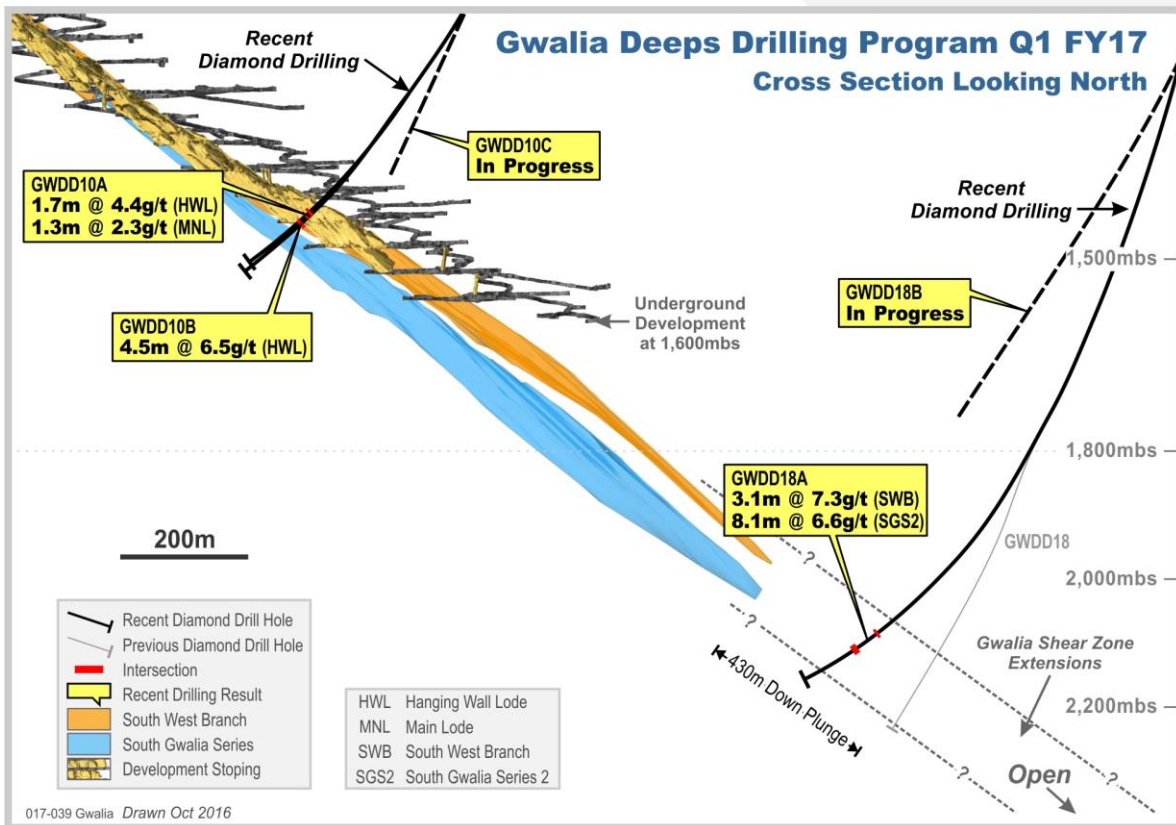 Gwalia Deeps Drilling Program Q1 FY17
Cross Section Looking North
Recent
Diamond Drilling
GWDD10C
In Progress
GWDD10A
1.7m @ 4.4g/t (HWL)
1.3m @ 2.3g/t (MNL)
GWDD10B
4.5m @ 6.5g/t (HWL)
Underground
Development
at 1,600mbs
Recent
Diamond Drilling
1,500mbs
GWDD18B
In Progress
1,800mbs
GWDD18A
3.1m @ 7.3g/t (SWB)
8.1m @ 6.6g/t (SGS2)
GWDD18
2,000mbs
?
?
Gwalia Shear Zone
Extensions
430m Down Plunge
2,200mbs
?
?
Open
200m
Recent Diamond Drill Hole
Previous Diamond Drill Hole
Intersection
Recent Drilling Result
South West Branch
South Gwalia Series
Development Stoping
HWL Hanging Wall Lode
MNL Main Lode
SWB South West Branch
SGS2 South Gwalia Series 2
017-039 Gwalia Drawn Oct 2016